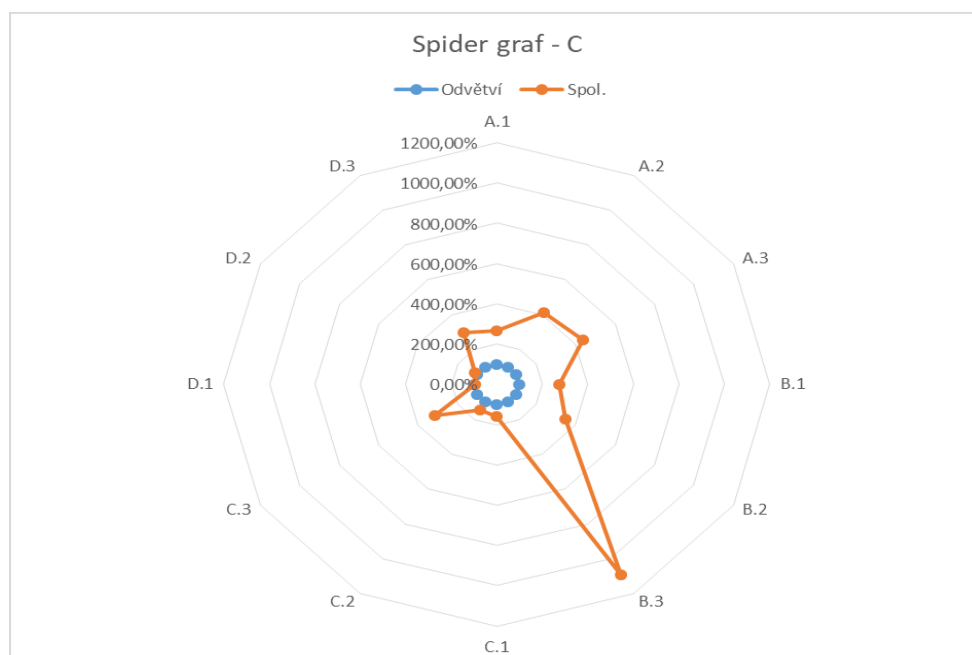 Spider graf - C
Odvětví Spol.
A.1
1200,00%
D.3
A.2
1000,00%
800,00%
D.2
A.3
600,00%
400,00%
200,00%
D.1
0,00%
B.1
C.3
B.2
C.2
B.3
C.1